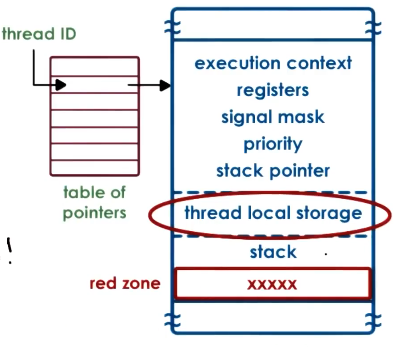 thread ID
execution context
registers
signal mask
priority
stack pointer
table of
pointers
thread local storage
stack
red zone
xxxxx